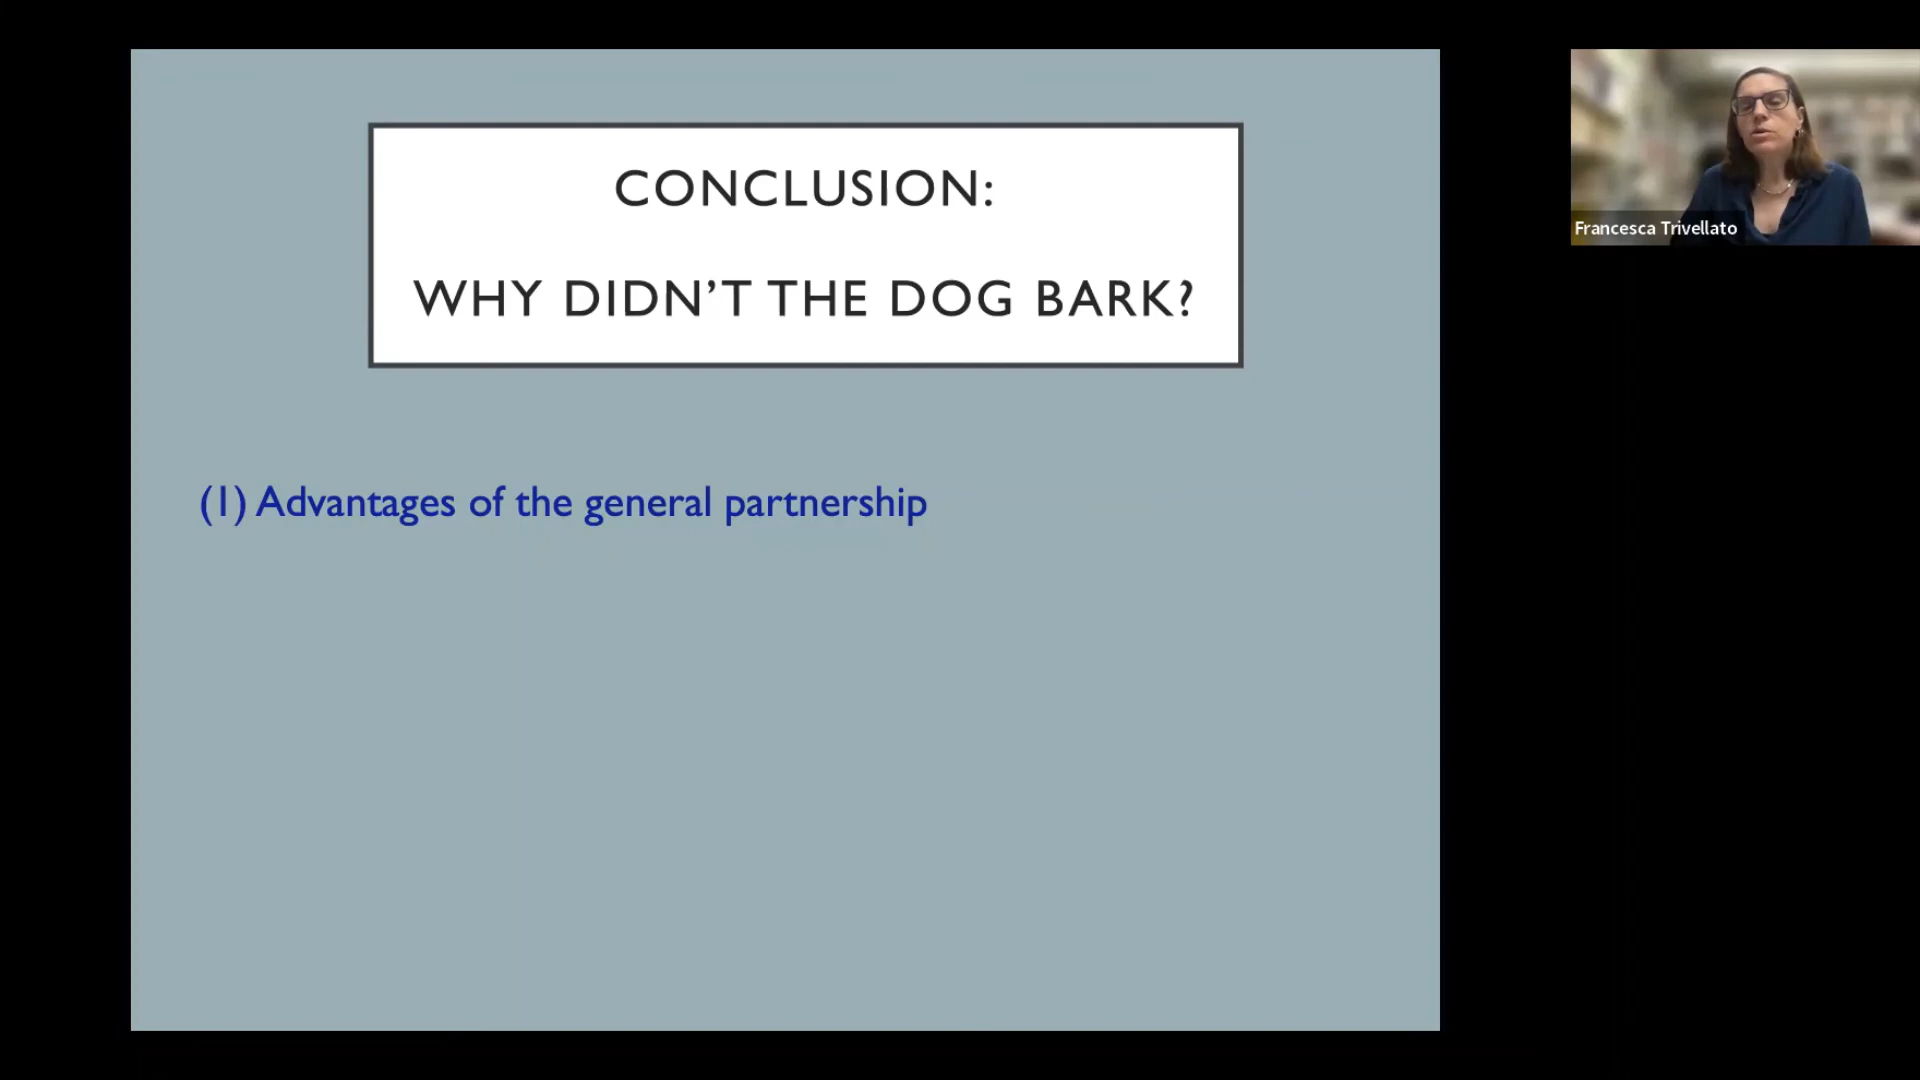 CONCLUSION:
WHY DIDN’T THE DOG BARK?
(1) Advantages of the general partnership
Francesca Trivellato